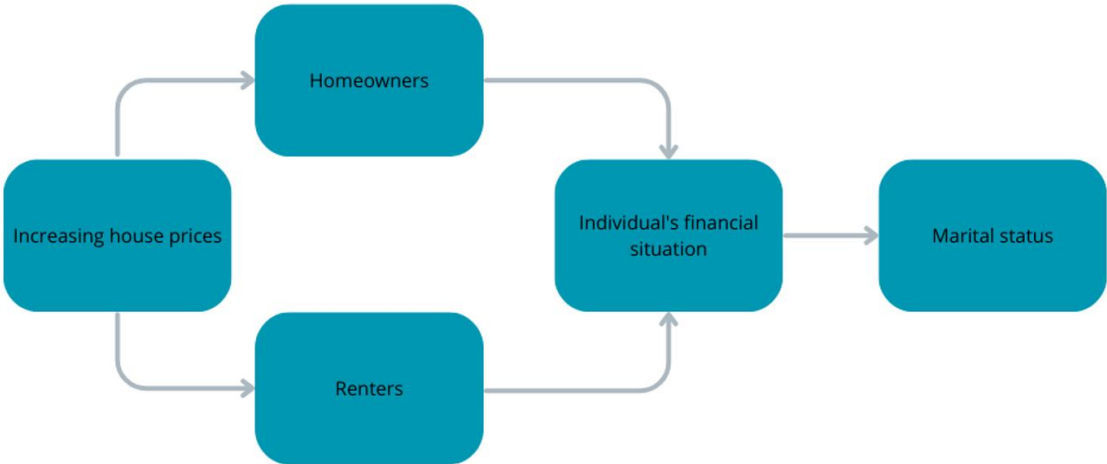 Homeowners
Increasing house prices
Individual's financial
situation
Marital status
Renters